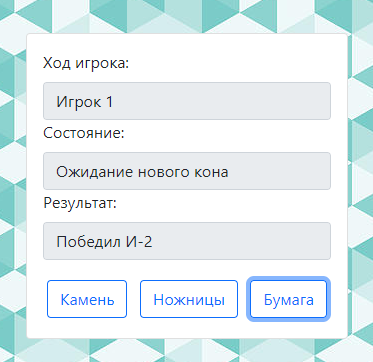 Ход игрока:
Игрок 1
Состояние:
Ожидание нового кона
Результат:
Победил И-2
Камень Ножницы Бумага